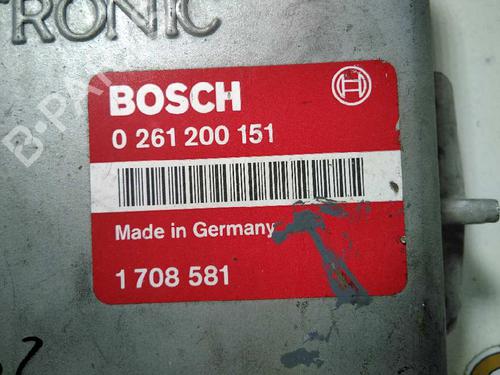 TRONIC
BOSCH
0 261 200 151
Made in Germany
1 708 581